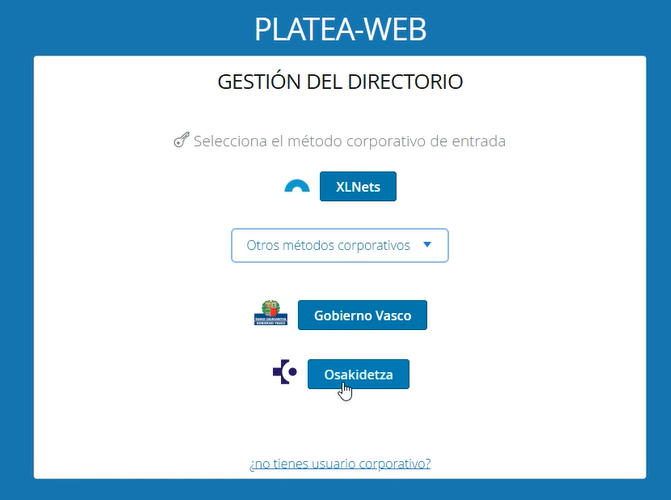 PLATEA-WEB
GESTIÓN DEL DIRECTORIO
Selecciona el método corporativo de entrada
XLNets
Otros métodos corporativos
Gobierno Vasco
Osakidetza
¿no tienes usuario corporativo?